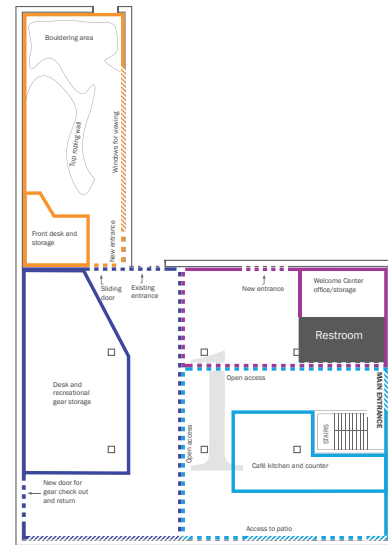 Bouldering area
Top roping wall
Windows for viewing
Front desk and
storage
New entrance
Sliding
door
Existing
entrance
New entrance
Welcome Center
office/storage
Restroom
1
Open access
Desk and
recreational
gear storage
MAIN ENTRANCE
STAIRS
Open access
Café kitchen and counter
New door for
gear check out
and return
Access to patio